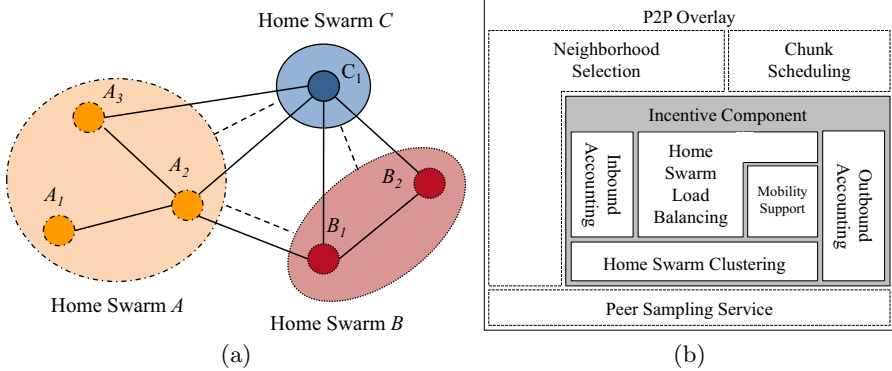 Home Swarm C
C1
A3
A2
A1
B2
B1
Home Swarm A
Home Swarm B
(a)
P2P Overlay
Neighborhood
Selection
Chunk
Scheduling
Incentive Component
Inbound
Accounting
Home
Swarm
Load
Balancing
Mobility
Support
Outbound
Accounting
Home Swarm Clustering
Peer Sampling Service
(b)